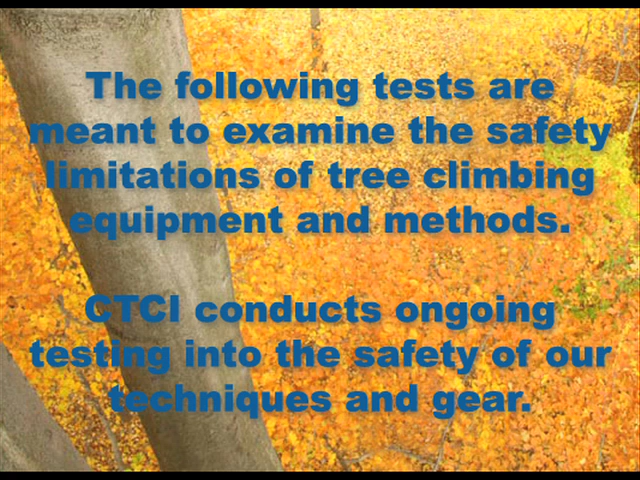 The following tests are
meant to examine the safety
limitations of tree climbing
equipment and methods.
CTCI conducts ongoing
testing into the safety of our
techniques and gear.